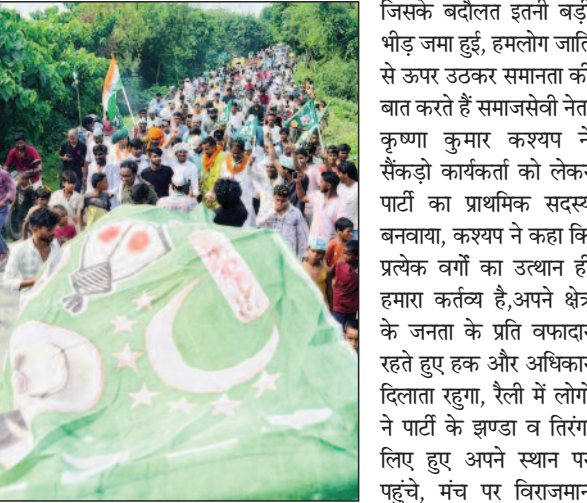 जिसके बदौलत इतनी बड़ी
भीड़ जमा हुई, हमलोग जाति
से ऊपर उठकर समानता की
बात करते हैं समाजसेवी नेता
कृष्णा कुमार कश्यप ने
सैंकड़ो कार्यकर्ता को लेकर
पार्टी का प्राथमिक सदस्य
बनवाया, कश्यप ने कहा कि
प्रत्येक वर्गों का उत्थान ही
हमारा कर्तव्य है,अपने क्षेत्र
के जनता के प्रति वफादार
रहते हुए हक और अधिकार
दिलाता रहुगा, रैली में लोगों
ने पार्टी के झण्डा व तिरंगा
लिए हुए अपने स्थान पर
पहुंचे, मंच पर विराजमान